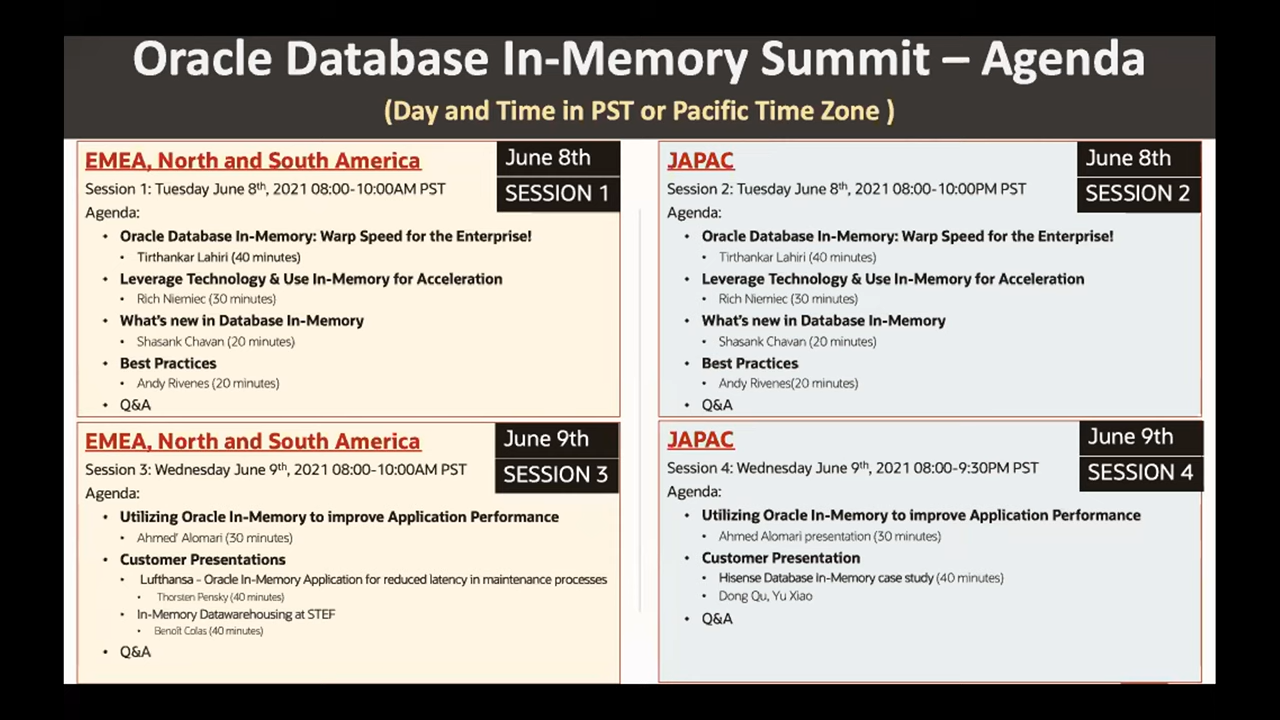 Oracle Database In-Memory Summit – Agenda
(Day and Time in PST or Pacific Time Zone )
EMEA, North and South America
June 8th
SESSION 1
Session 1: Tuesday June 8th, 2021 08:00-10:00AM PST
Agenda:
• Oracle Database In-Memory: Warp Speed for the Enterprise!
• Tirthankar Lahiri (40 minutes)
• Leverage Technology & Use In-Memory for Acceleration
• Rich Niemiec (30 minutes)
• What's new in Database In-Memory
• Shasank Chavan (20 minutes)
• Best Practices
• Andy Rivenes (20 minutes)
• Q&A
JAPAC
June 8th
SESSION 2
Session 2: Tuesday June 8th, 2021 08:00-10:00PM PST
Agenda:
• Oracle Database In-Memory: Warp Speed for the Enterprise!
• Tirthankar Lahiri (40 minutes)
• Leverage Technology & Use In-Memory for Acceleration
• Rich Niemiec (30 minutes)
• What's new in Database In-Memory
• Shasank Chavan (20 minutes)
• Best Practices
• Andy Rivenes(20 minutes)
• Q&A
EMEA, North and South America
June 9th
SESSION 3
Session 3: Wednesday June 9th, 2021 08:00-10:00AM PST
Agenda:
• Utilizing Oracle In-Memory to improve Application Performance
• Ahmed' Alomari (30 minutes)
• Customer Presentations
• Lufthansa - Oracle In-Memory Application for reduced latency in maintenance processes
• Thorsten Pensky (40 minutes)
• In-Memory Datawarehousing at STEF
• Benoît Colas (40 minutes)
• Q&A
JAPAC
June 9th
SESSION 4
Session 4: Wednesday June 9th, 2021 08:00-9:30PM PST
Agenda:
• Utilizing Oracle In-Memory to improve Application Performance
• Ahmed Alomari presentation (30 minutes)
• Customer Presentation
• Hisense Database In-Memory case study (40 minutes)
• Dong Qu, Yu Xiao
• Q&A